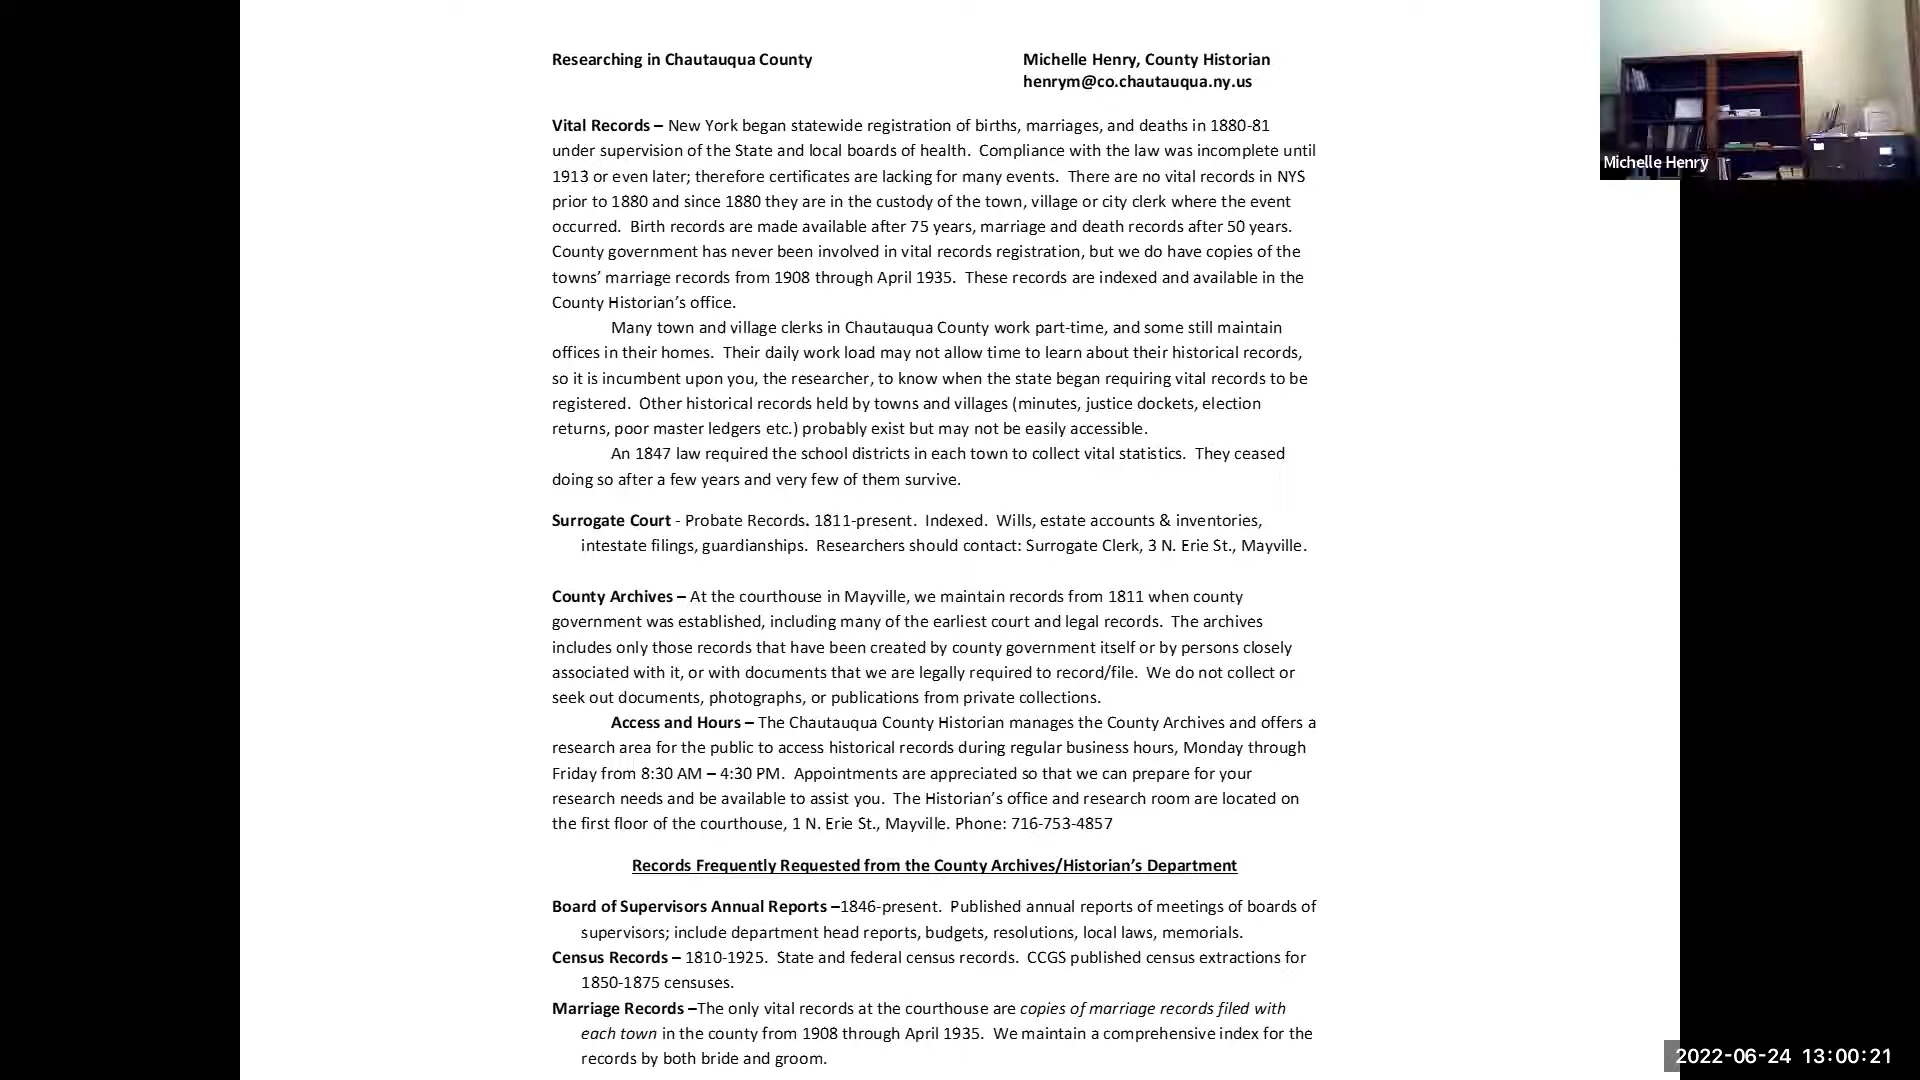 Researching in Chautauqua County
Michelle Henry, County Historian
henrym@co.chautauqua.ny.us
Vital Records – New York began statewide registration of births, marriages, and deaths in 1880-81
under supervision of the State and local boards of health.  Compliance with the law was incomplete until
1913 or even later; therefore certificates are lacking for many events.  There are no vital records in NYS
prior to 1880 and since 1880 they are in the custody of the town, village or city clerk where the event
occurred.  Birth records are made available after 75 years, marriage and death records after 50 years.
County government has never been involved in vital records registration, but we do have copies of the
towns’ marriage records from 1908 through April 1935.  These records are indexed and available in the
County Historian’s office.
Many town and village clerks in Chautauqua County work part-time, and some still maintain
offices in their homes.  Their daily work load may not allow time to learn about their historical records,
so it is incumbent upon you, the researcher, to know when the state began requiring vital records to be
registered.  Other historical records held by towns and villages (minutes, justice dockets, election
returns, poor master ledgers etc.) probably exist but may not be easily accessible.
An 1847 law required the school districts in each town to collect vital statistics.  They ceased
doing so after a few years and very few of them survive.
Surrogate Court - Probate Records. 1811-present.  Indexed.  Wills, estate accounts & inventories,
intestate filings, guardianships.  Researchers should contact: Surrogate Clerk, 3 N. Erie St., Mayville.
County Archives – At the courthouse in Mayville, we maintain records from 1811 when county
government was established, including many of the earliest court and legal records.  The archives
includes only those records that have been created by county government itself or by persons closely
associated with it, or with documents that we are legally required to record/file.  We do not collect or
seek out documents, photographs, or publications from private collections.
Access and Hours – The Chautauqua County Historian manages the County Archives and offers a
research area for the public to access historical records during regular business hours, Monday through
Friday from 8:30 AM – 4:30 PM.  Appointments are appreciated so that we can prepare for your
research needs and be available to assist you.  The Historian’s office and research room are located on
the first floor of the courthouse, 1 N. Erie St., Mayville. Phone: 716-753-4857
Records Frequently Requested from the County Archives/Historian’s Department
Board of Supervisors Annual Reports –1846-present.  Published annual reports of meetings of boards of
supervisors; include department head reports, budgets, resolutions, local laws, memorials.
Census Records – 1810-1925.  State and federal census records.  CCGS published census extractions for
1850-1875 censuses.
Marriage Records –The only vital records at the courthouse are copies of marriage records filed with
each town in the county from 1908 through April 1935.  We maintain a comprehensive index for the
records by both bride and groom.
Michelle Henry
2022-06-24 13:00:21